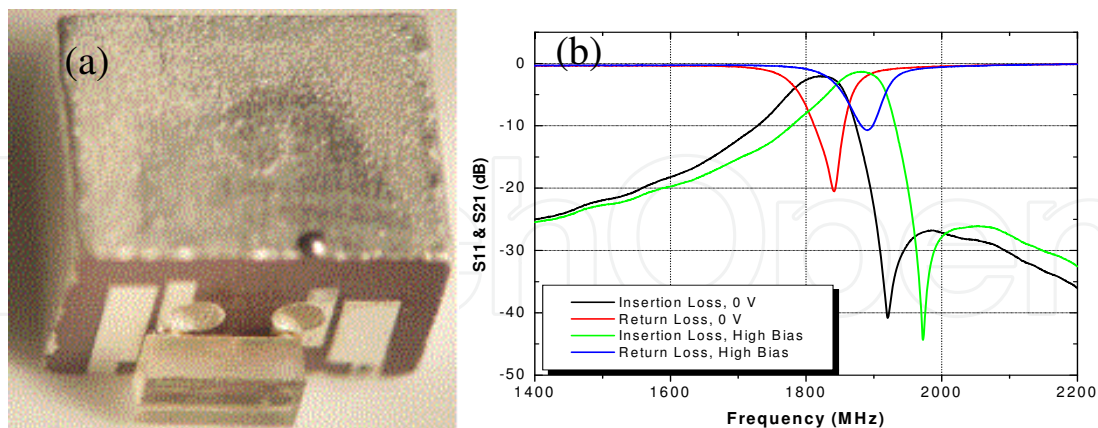 (a)
(b)
S11 & S21 (dB)
0
-10
-20
-30
-40
-50
Insertion Loss, 0 V
Return Loss, 0 V
Insertion Loss, High Bias
Return Loss, High Bias
1400 1600 1800 2000 2200
Frequency (MHz)